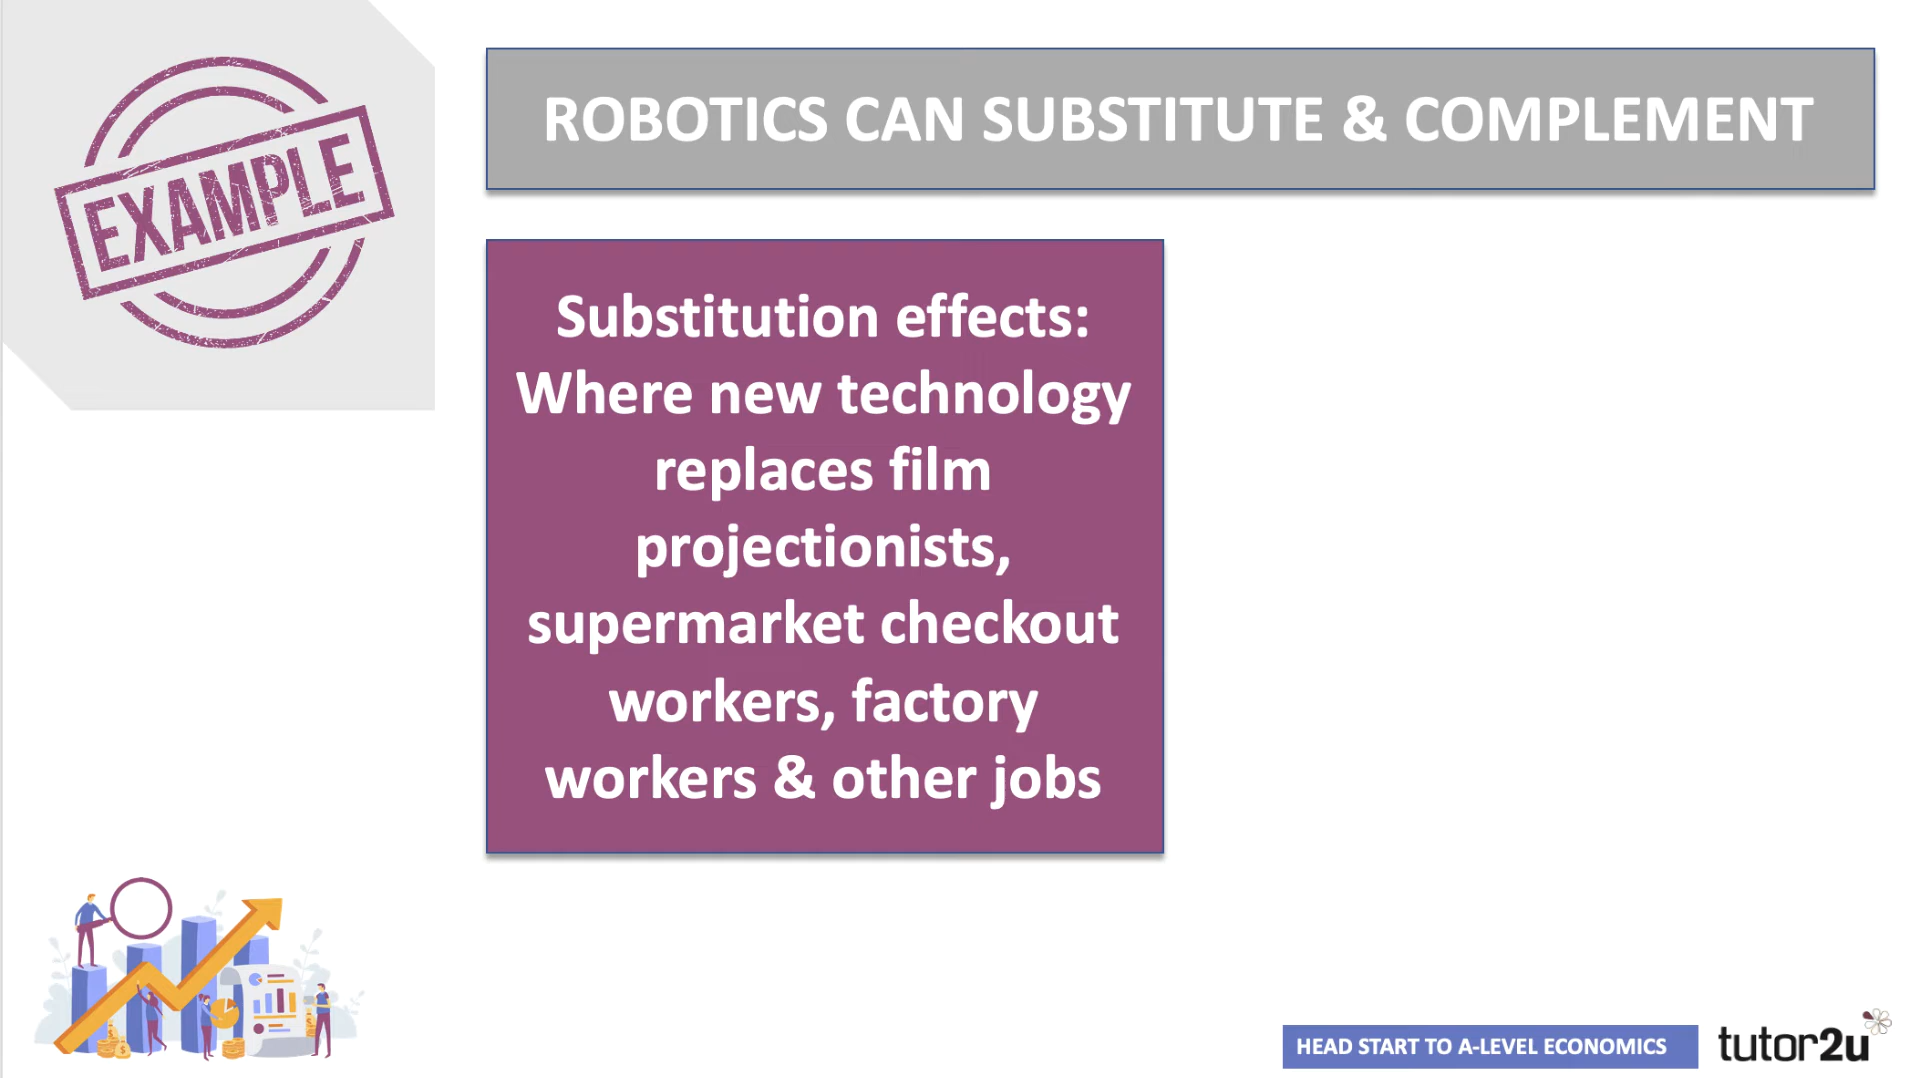 EXAMPLE
ROBOTICS CAN SUBSTITUTE & COMPLEMENT
Substitution effects:
Where new technology
replaces film
projectionists,
supermarket checkout
workers, factory
workers & other jobs
HEAD START TO A-LEVEL ECONOMICS
tutor2u